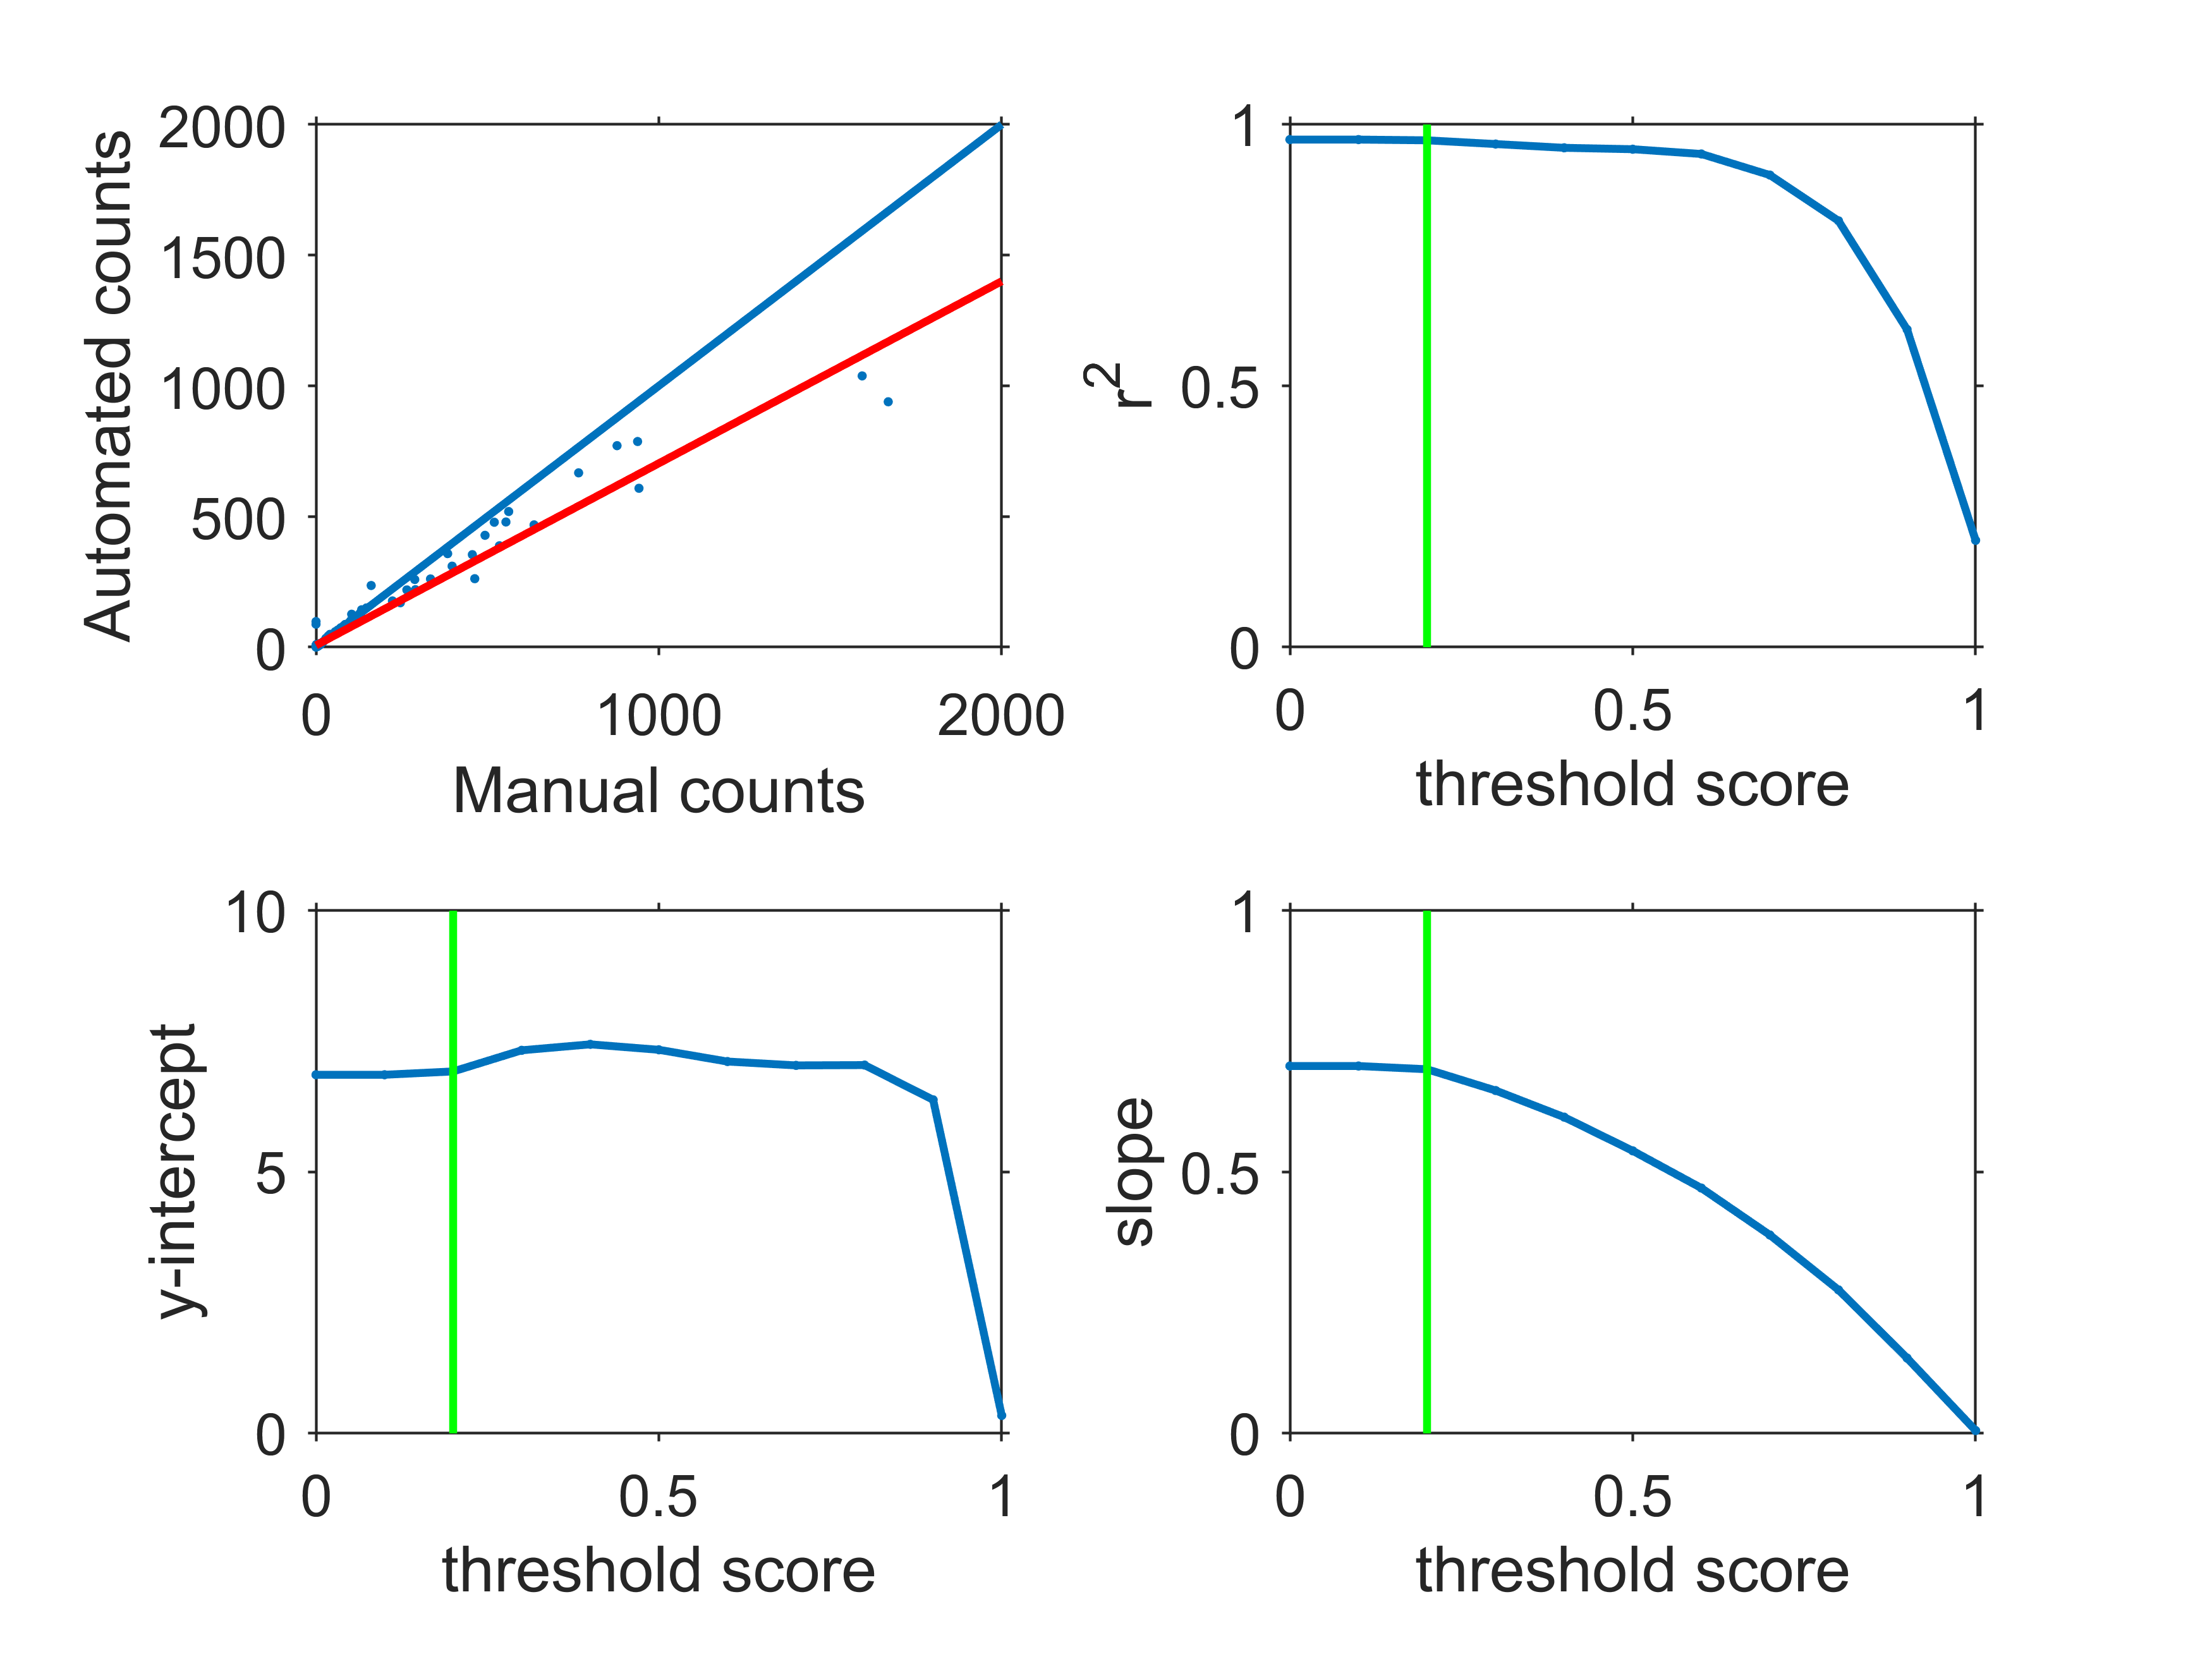 2000
1500
1000
500
0
Automated counts
0 1000 2000
Manual counts
1
0.5
0
r²
0 0.5 1
threshold score
10
5
0
y-intercept
0 0.5 1
threshold score
1
0.5
0
slope
0 0.5 1
threshold score